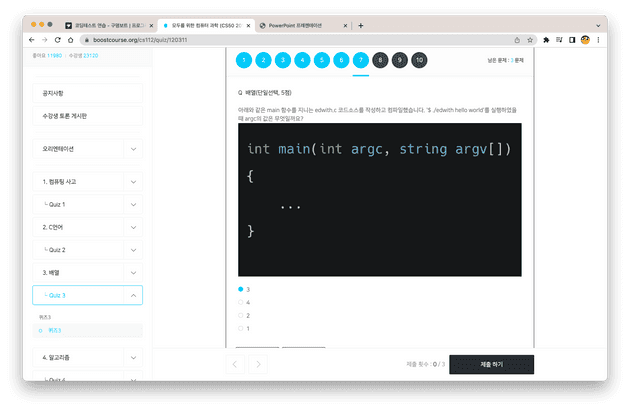 코딩테스트 연습 - 구명보트 | 프로그
모두를 위한 컴퓨터 과학 (CS50 20
PowerPoint 프레젠테이션
boostcourse.org/cs112/quiz/120311
좋아요 11980 수강생 23120
1 2 3 4 5 6 7 8 9 10
남은 문제 : 3 문제
공지사항
수강생 토론 게시판
오리엔테이션
1. 컴퓨팅 사고
Quiz 1
2. C언어
Quiz 2
3. 배열
Quiz 3
퀴즈3
퀴즈3
4. 알고리즘
Quiz 4
Q 배열(단일선택, 5점)
아래와 같은 main 함수를 지니는 edwith.c 코드소스를 작성하고 컴파일했습니다. '$ ./edwith hello world'를 실행하였을
때 argc의 값은 무엇일까요?
int main(int argc, string argv[])
{
...
}
3
4
2
1
제출 횟수 : 0 / 3
제출 하기